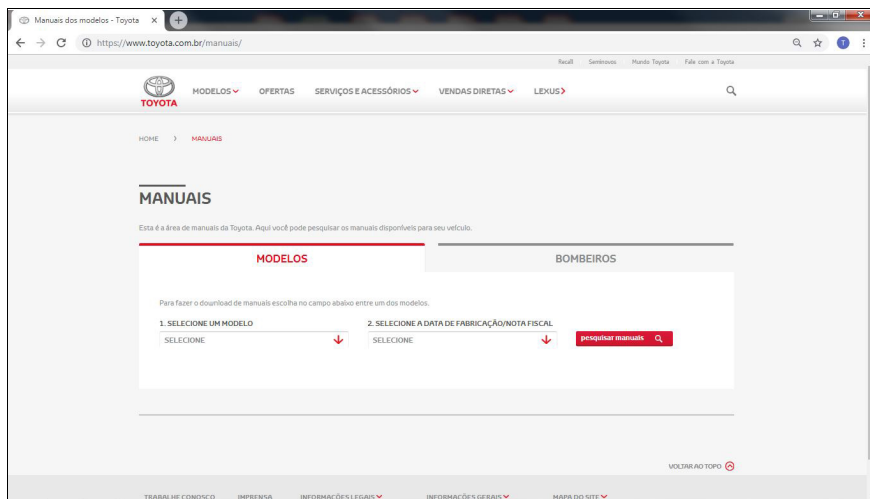 Manuais dos modelos - Toyota
https://www.toyota.com.br/manuais/
T
Recall Seminovos Mundo Toyota Fale com a Toyota
TOYOTA
MODELOS OFERTAS SERVIÇOS E ACESSÓRIOS VENDAS DIRETAS LEXUS
HOME MANUAIS
MANUAIS
Esta é a área de manuais da Toyota. Aqui você pode pesquisar os manuais disponíveis para seu veículo.
MODELOS BOMBEIROS
Para fazer o download de manuais escolha no campo abaixo entre um dos modelos.
1. SELECIONE UM MODELO 2. SELECIONE A DATA DE FABRICAÇÃO/NOTA FISCAL
SELECIONE SELECIONE pesquisar manuais
VOLTAR AO TOPO
TRABALHE CONOSCO IMPRENSA INFORMAÇÕES LEGAIS INFORMAÇÕES GERAIS MAPA DO SITE